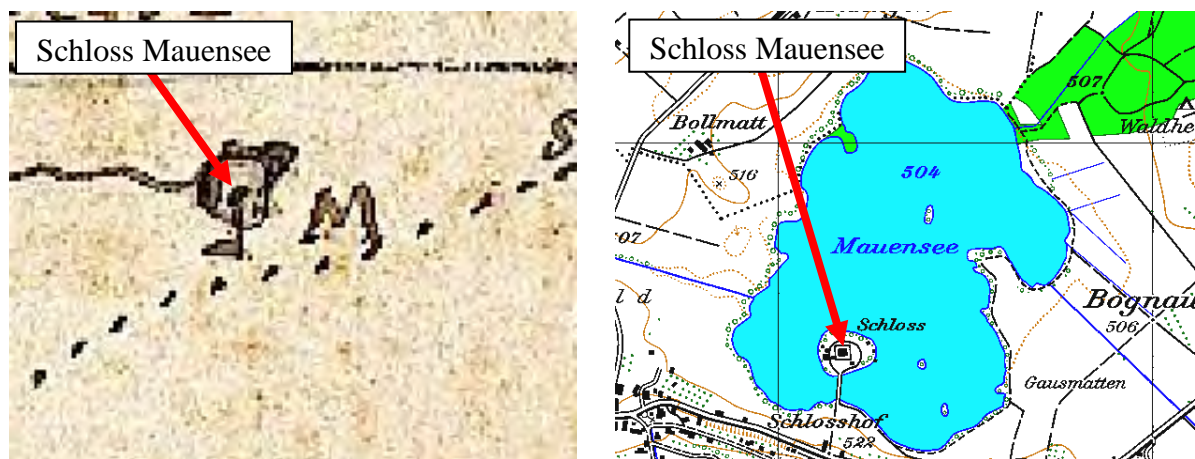 Schloss Mauensee
M
Schloss Mauensee
507
Bollmatt
Waldhe
504
516
07
Mauensee
l d
Bognau
Schloss
506
Gausmatten
Schlosshof
522